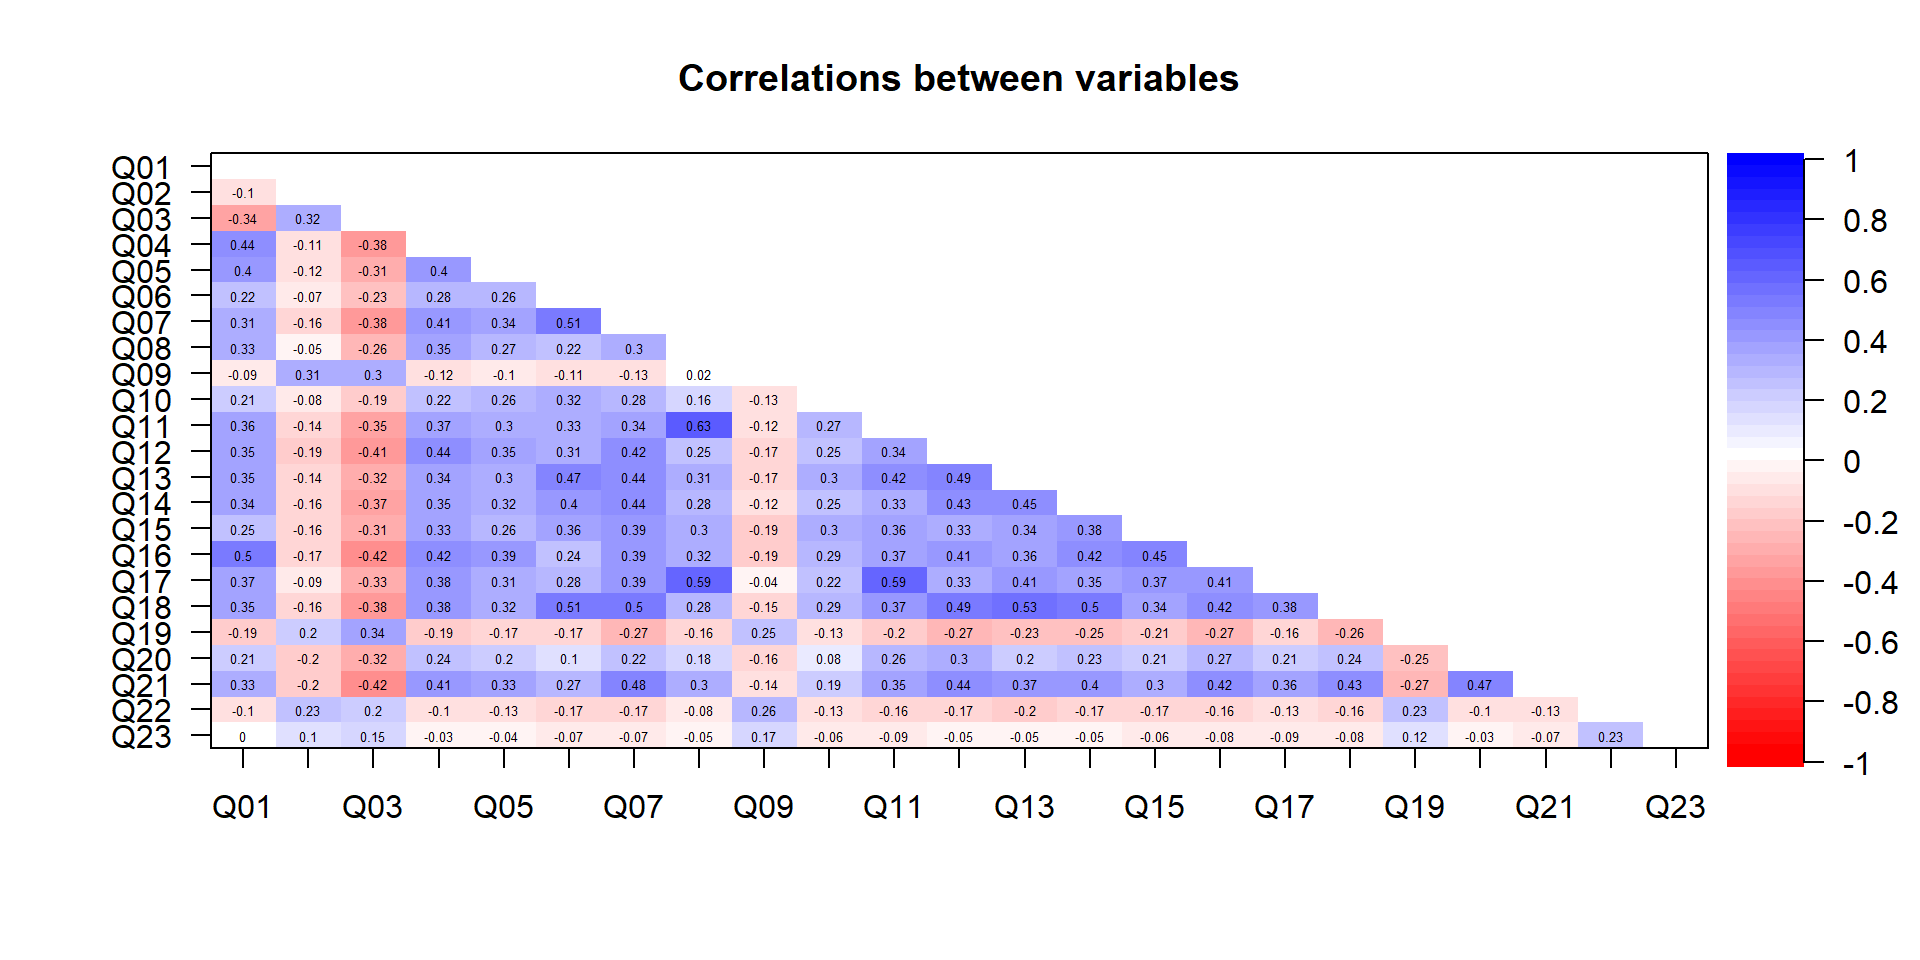 Correlations between variables
Q01
Q02 -0.1
Q03 -0.34 0.32
Q04 0.44 -0.11 -0.38
Q05 0.4 -0.12 -0.31 0.4
Q06 0.22 -0.07 -0.23 0.28 0.26
Q07 0.31 -0.16 -0.38 0.41 0.34 0.51
Q08 0.33 -0.05 -0.26 0.35 0.27 0.22 0.3
Q09 -0.09 0.31 0.3 -0.12 -0.1 -0.11 -0.13 0.02
Q10 0.21 -0.08 -0.19 0.22 0.26 0.32 0.28 0.16 -0.13
Q11 0.36 -0.14 -0.35 0.37 0.3 0.33 0.34 0.63 -0.12 0.27
Q12 0.35 -0.19 -0.41 0.44 0.35 0.31 0.42 0.25 -0.17 0.25 0.34
Q13 0.35 -0.14 -0.32 0.34 0.3 0.47 0.44 0.31 -0.17 0.3 0.42 0.49
Q14 0.34 -0.16 -0.37 0.35 0.32 0.4 0.44 0.28 -0.12 0.25 0.33 0.43 0.45
Q15 0.25 -0.16 -0.31 0.33 0.26 0.36 0.39 0.3 -0.19 0.3 0.36 0.33 0.34 0.38
Q16 0.5 -0.17 -0.42 0.42 0.39 0.24 0.39 0.32 -0.19 0.29 0.37 0.41 0.36 0.42 0.45
Q17 0.37 -0.09 -0.33 0.38 0.31 0.28 0.39 0.59 -0.04 0.22 0.59 0.33 0.41 0.35 0.37 0.41
Q18 0.35 -0.16 -0.38 0.38 0.32 0.51 0.5 0.28 -0.15 0.29 0.37 0.49 0.53 0.5 0.34 0.42 0.38
Q19 -0.19 0.2 0.34 -0.19 -0.17 -0.17 -0.27 -0.16 0.25 -0.13 -0.2 -0.27 -0.23 -0.25 -0.21 -0.27 -0.16 -0.26
Q20 0.21 -0.2 -0.32 0.24 0.2 0.1 0.22 0.18 -0.16 0.08 0.26 0.3 0.2 0.23 0.21 0.27 0.21 0.24 -0.25
Q21 0.33 -0.2 -0.42 0.41 0.33 0.27 0.48 0.3 -0.14 0.19 0.35 0.44 0.37 0.4 0.3 0.42 0.36 0.43 -0.27 0.47
Q22 -0.1 0.23 0.2 -0.1 -0.13 -0.17 -0.17 -0.08 0.26 -0.13 -0.16 -0.17 -0.2 -0.17 -0.17 -0.16 -0.13 -0.16 0.23 -0.1 -0.13
Q23 0 0.1 0.15 -0.03 -0.04 -0.07 -0.07 -0.05 0.17 -0.06 -0.09 -0.05 -0.05 -0.05 -0.06 -0.08 -0.09 -0.08 0.12 -0.03 -0.07 0.23
Q01 Q03 Q05 Q07 Q09 Q11 Q13 Q15 Q17 Q19 Q21 Q23
1
0.8
0.6
0.4
0.2
0
-0.2
-0.4
-0.6
-0.8
-1